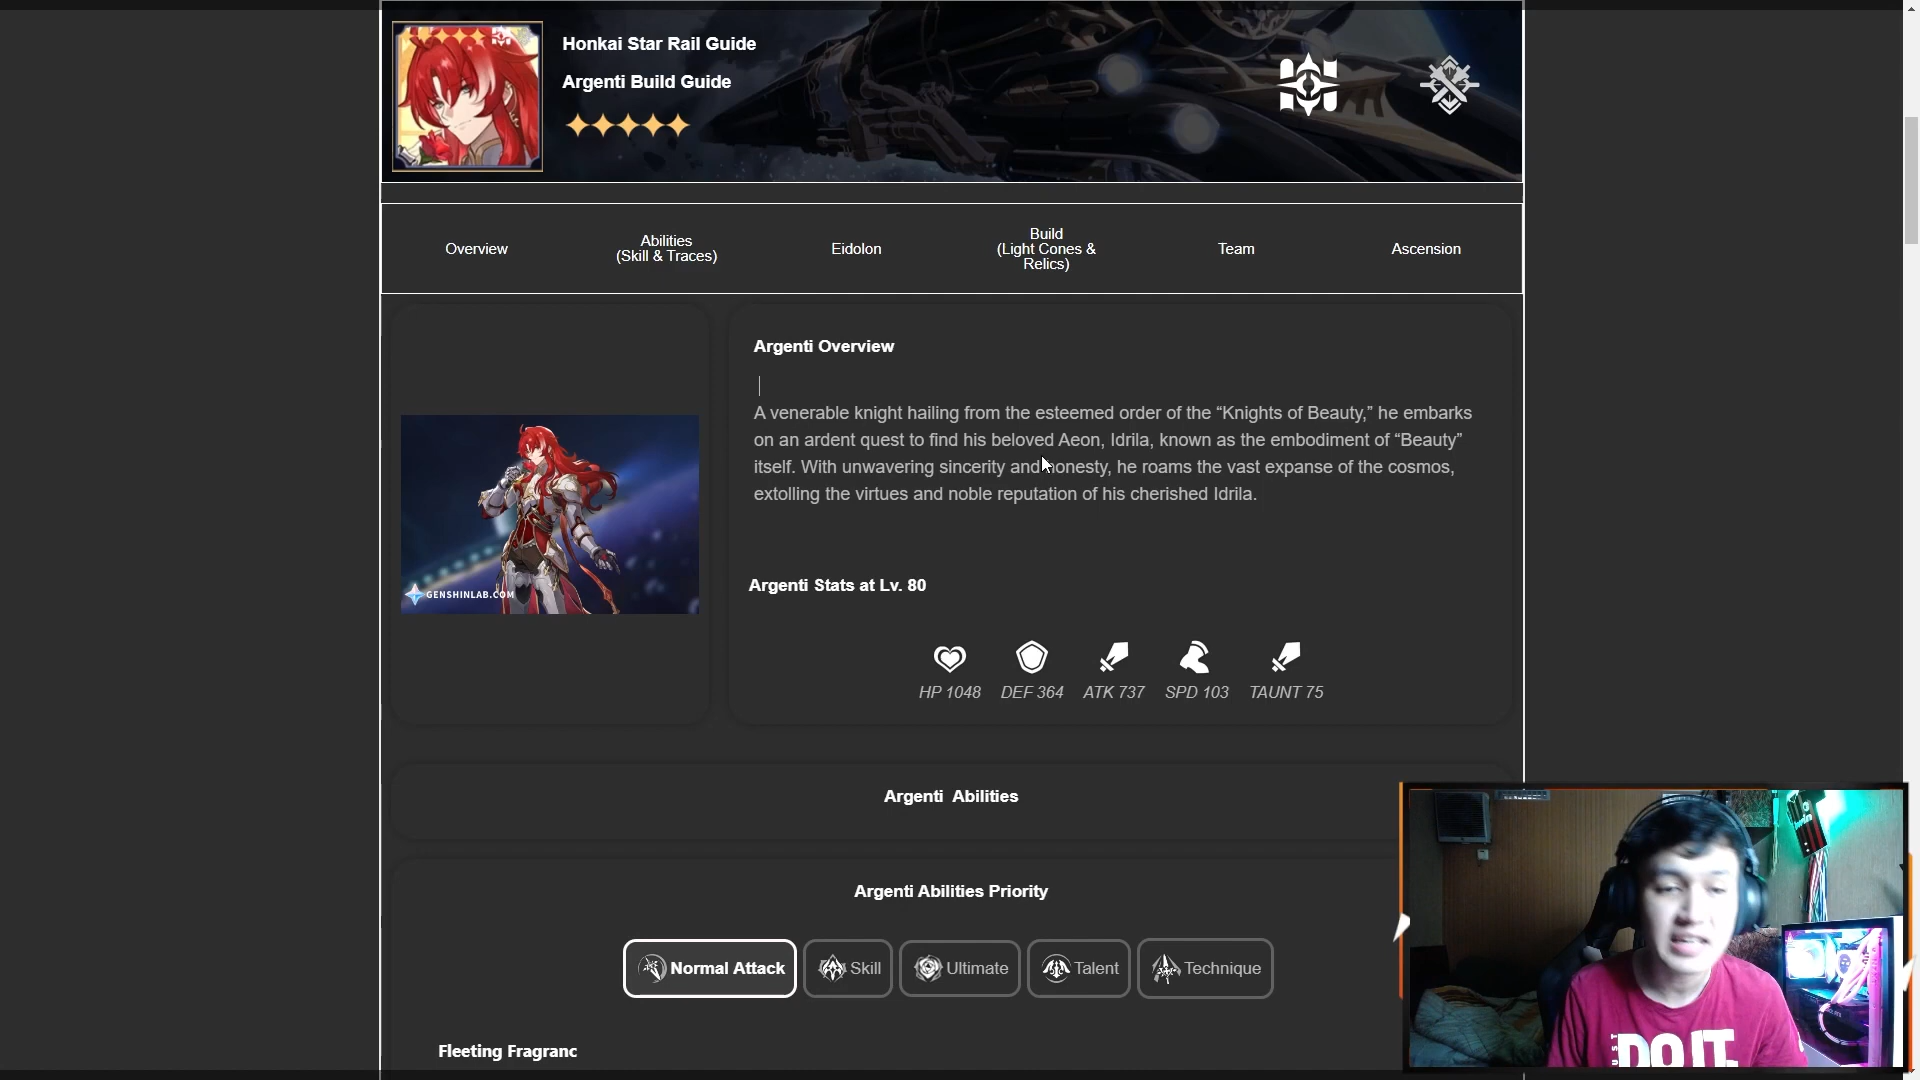 Honkai Star Rail Guide
Argenti Build Guide
Overview
Abilities
(Skill & Traces)
Eidolon
Build
(Light Cones &
Relics)
Team
Ascension
Argenti Overview
A venerable knight hailing from the esteemed order of the “Knights of Beauty,” he embarks
on an ardent quest to find his beloved Aeon, Idrila, known as the embodiment of “Beauty”
itself. With unwavering sincerity and honesty, he roams the vast expanse of the cosmos,
extolling the virtues and noble reputation of his cherished Idrila.
GENSHINLAB.COM
Argenti Stats at Lv. 80
HP 1048
DEF 364
ATK 737
SPD 103
TAUNT 75
Argenti Abilities
Argenti Abilities Priority
Normal Attack
Skill
Ultimate
Talent
Technique
Fleeting Fragranc
JUST
DO IT.